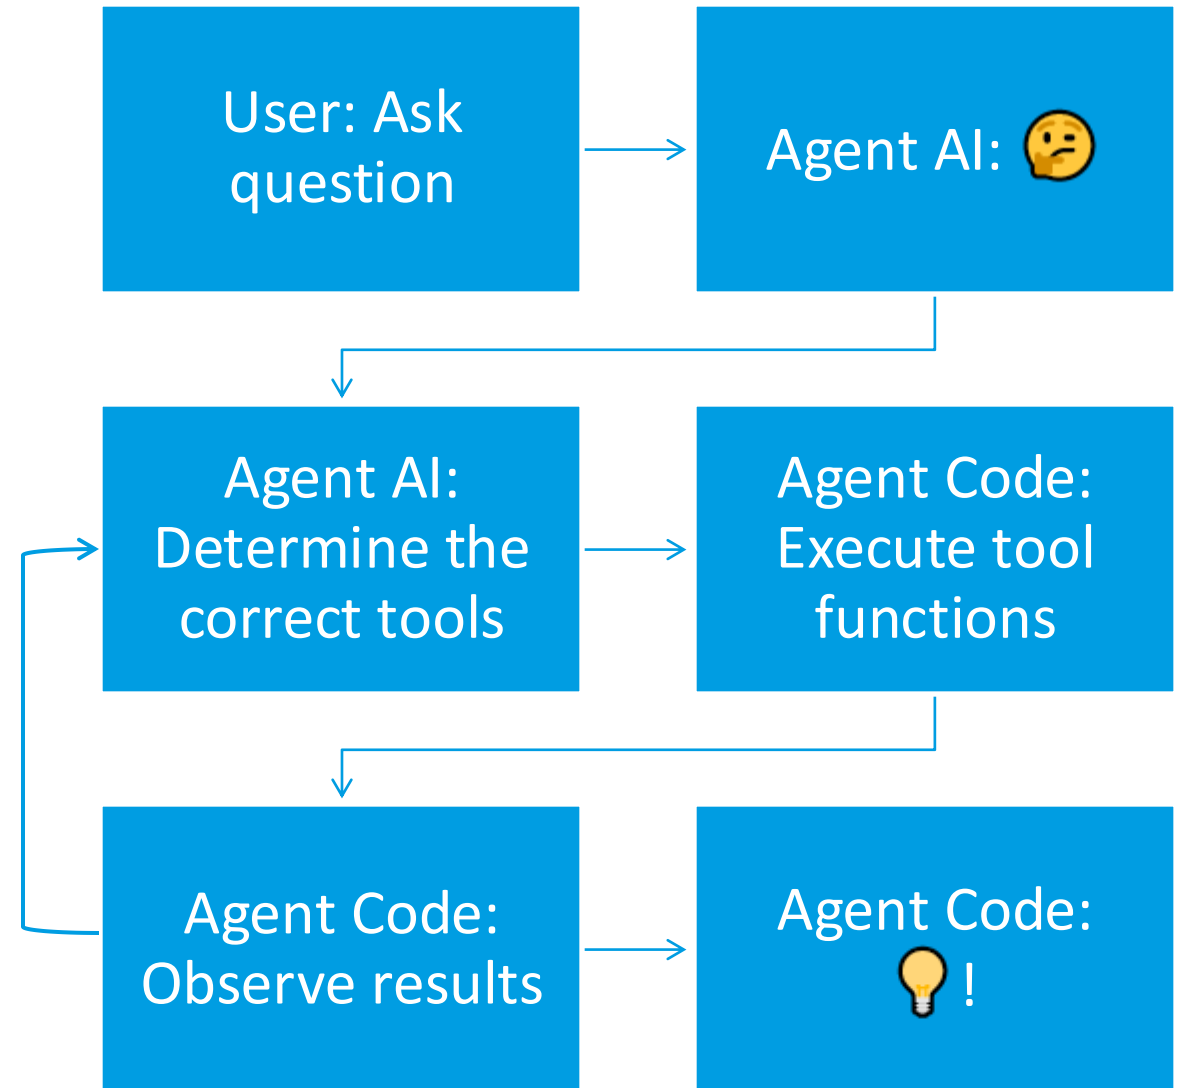 User: Ask
question
Agent AI: 🤔
Agent AI:
Determine the
correct tools
Agent Code:
Execute tool
functions
Agent Code:
Observe results
Agent Code:
💡!